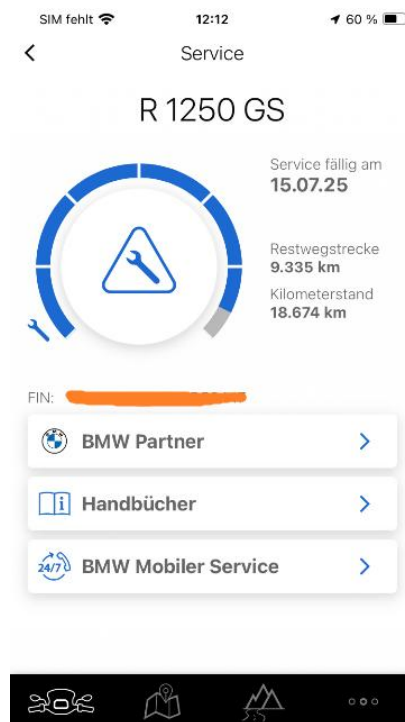 SIM fehlt 12:12 60 %
Service
R 1250 GS
Service fällig am
15.07.25
Restwegstrecke
9.335 km
Kilometerstand
18.674 km
FIN:
BMW Partner
i Handbücher
24/7 BMW Mobiler Service